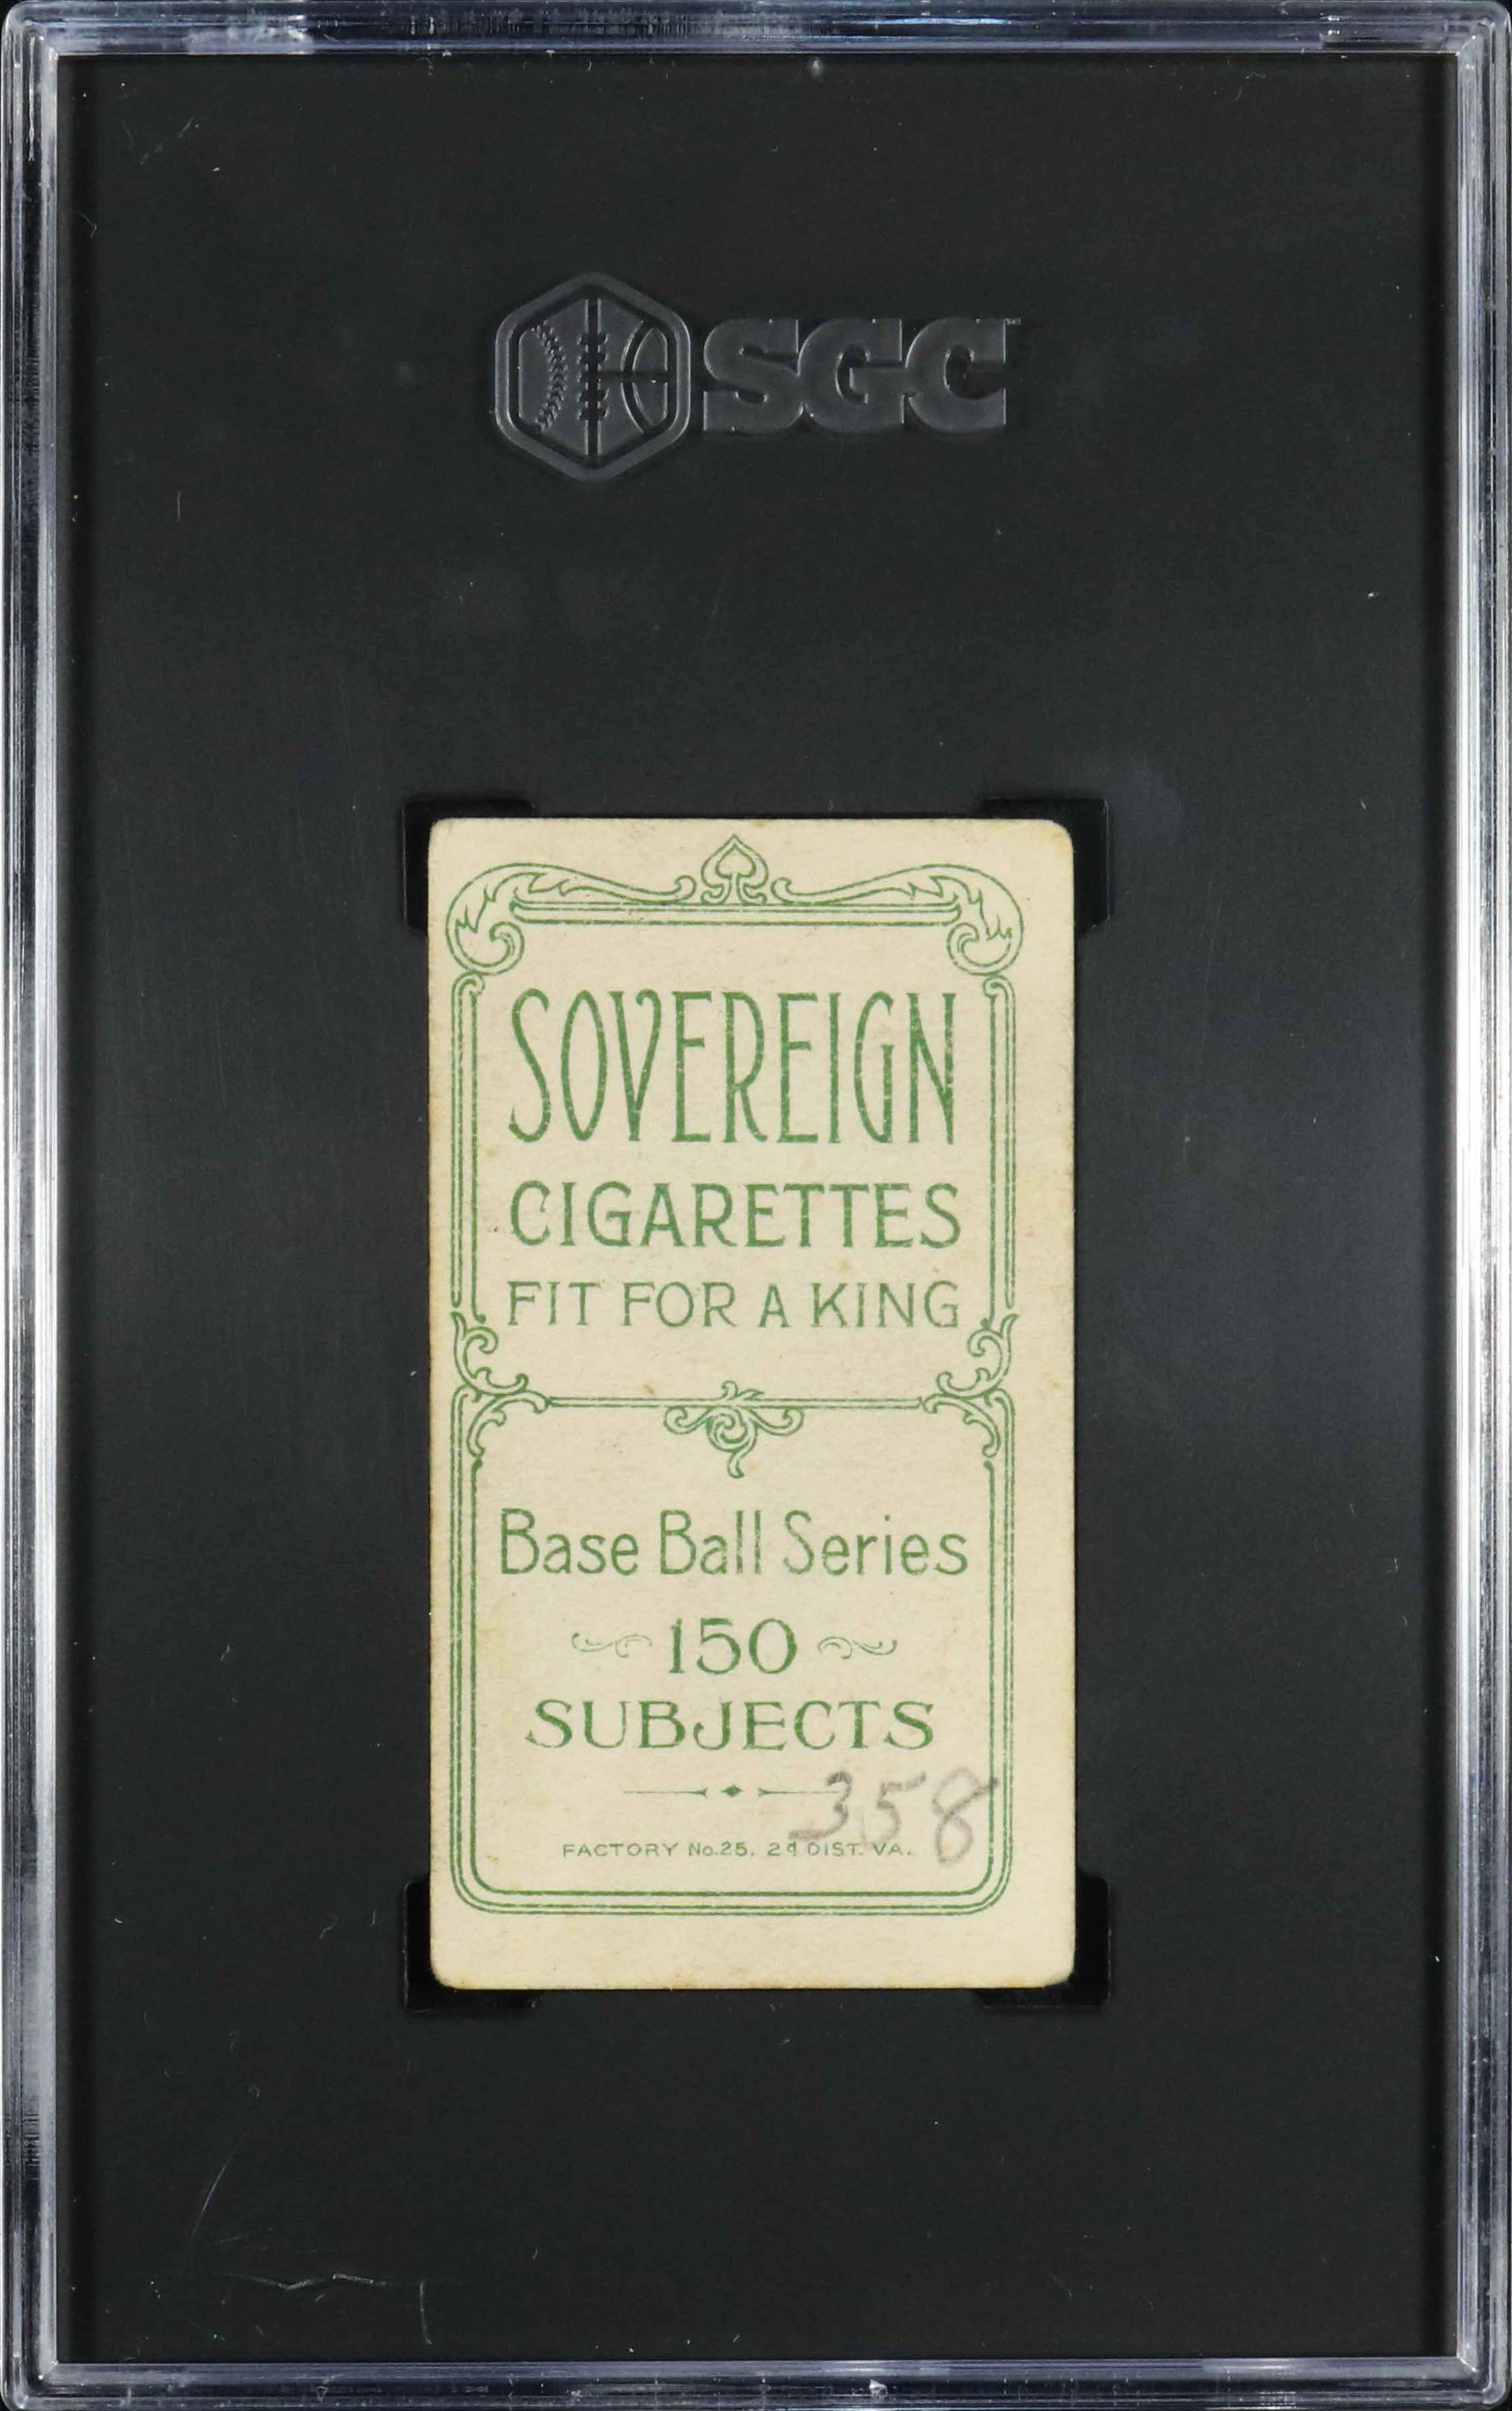 SGC
SOVEREIGN
CIGARETTES
FIT FOR A KING
Base Ball Series
150
SUBJECTS
358
FACTORY No. 25, 2d DIST. VA.